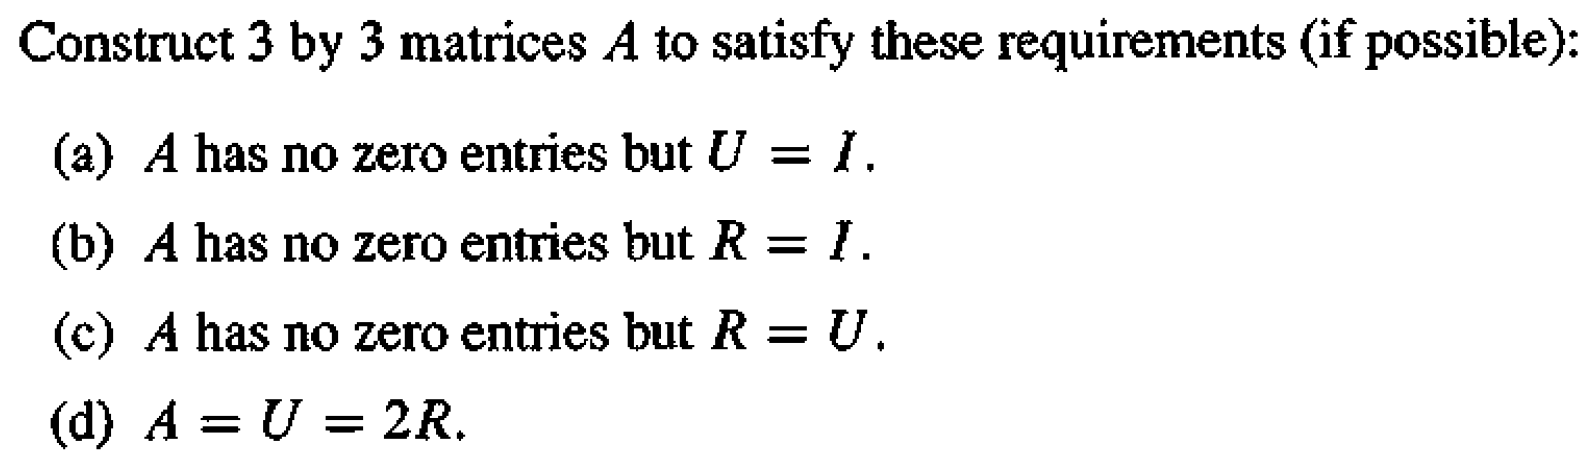 Construct 3 by 3 matrices A to satisfy these requirements (if possible):
(a) A has no zero entries but U = I.
(b) A has no zero entries but R = I.
(c) A has no zero entries but R = U.
(d) A = U = 2R.